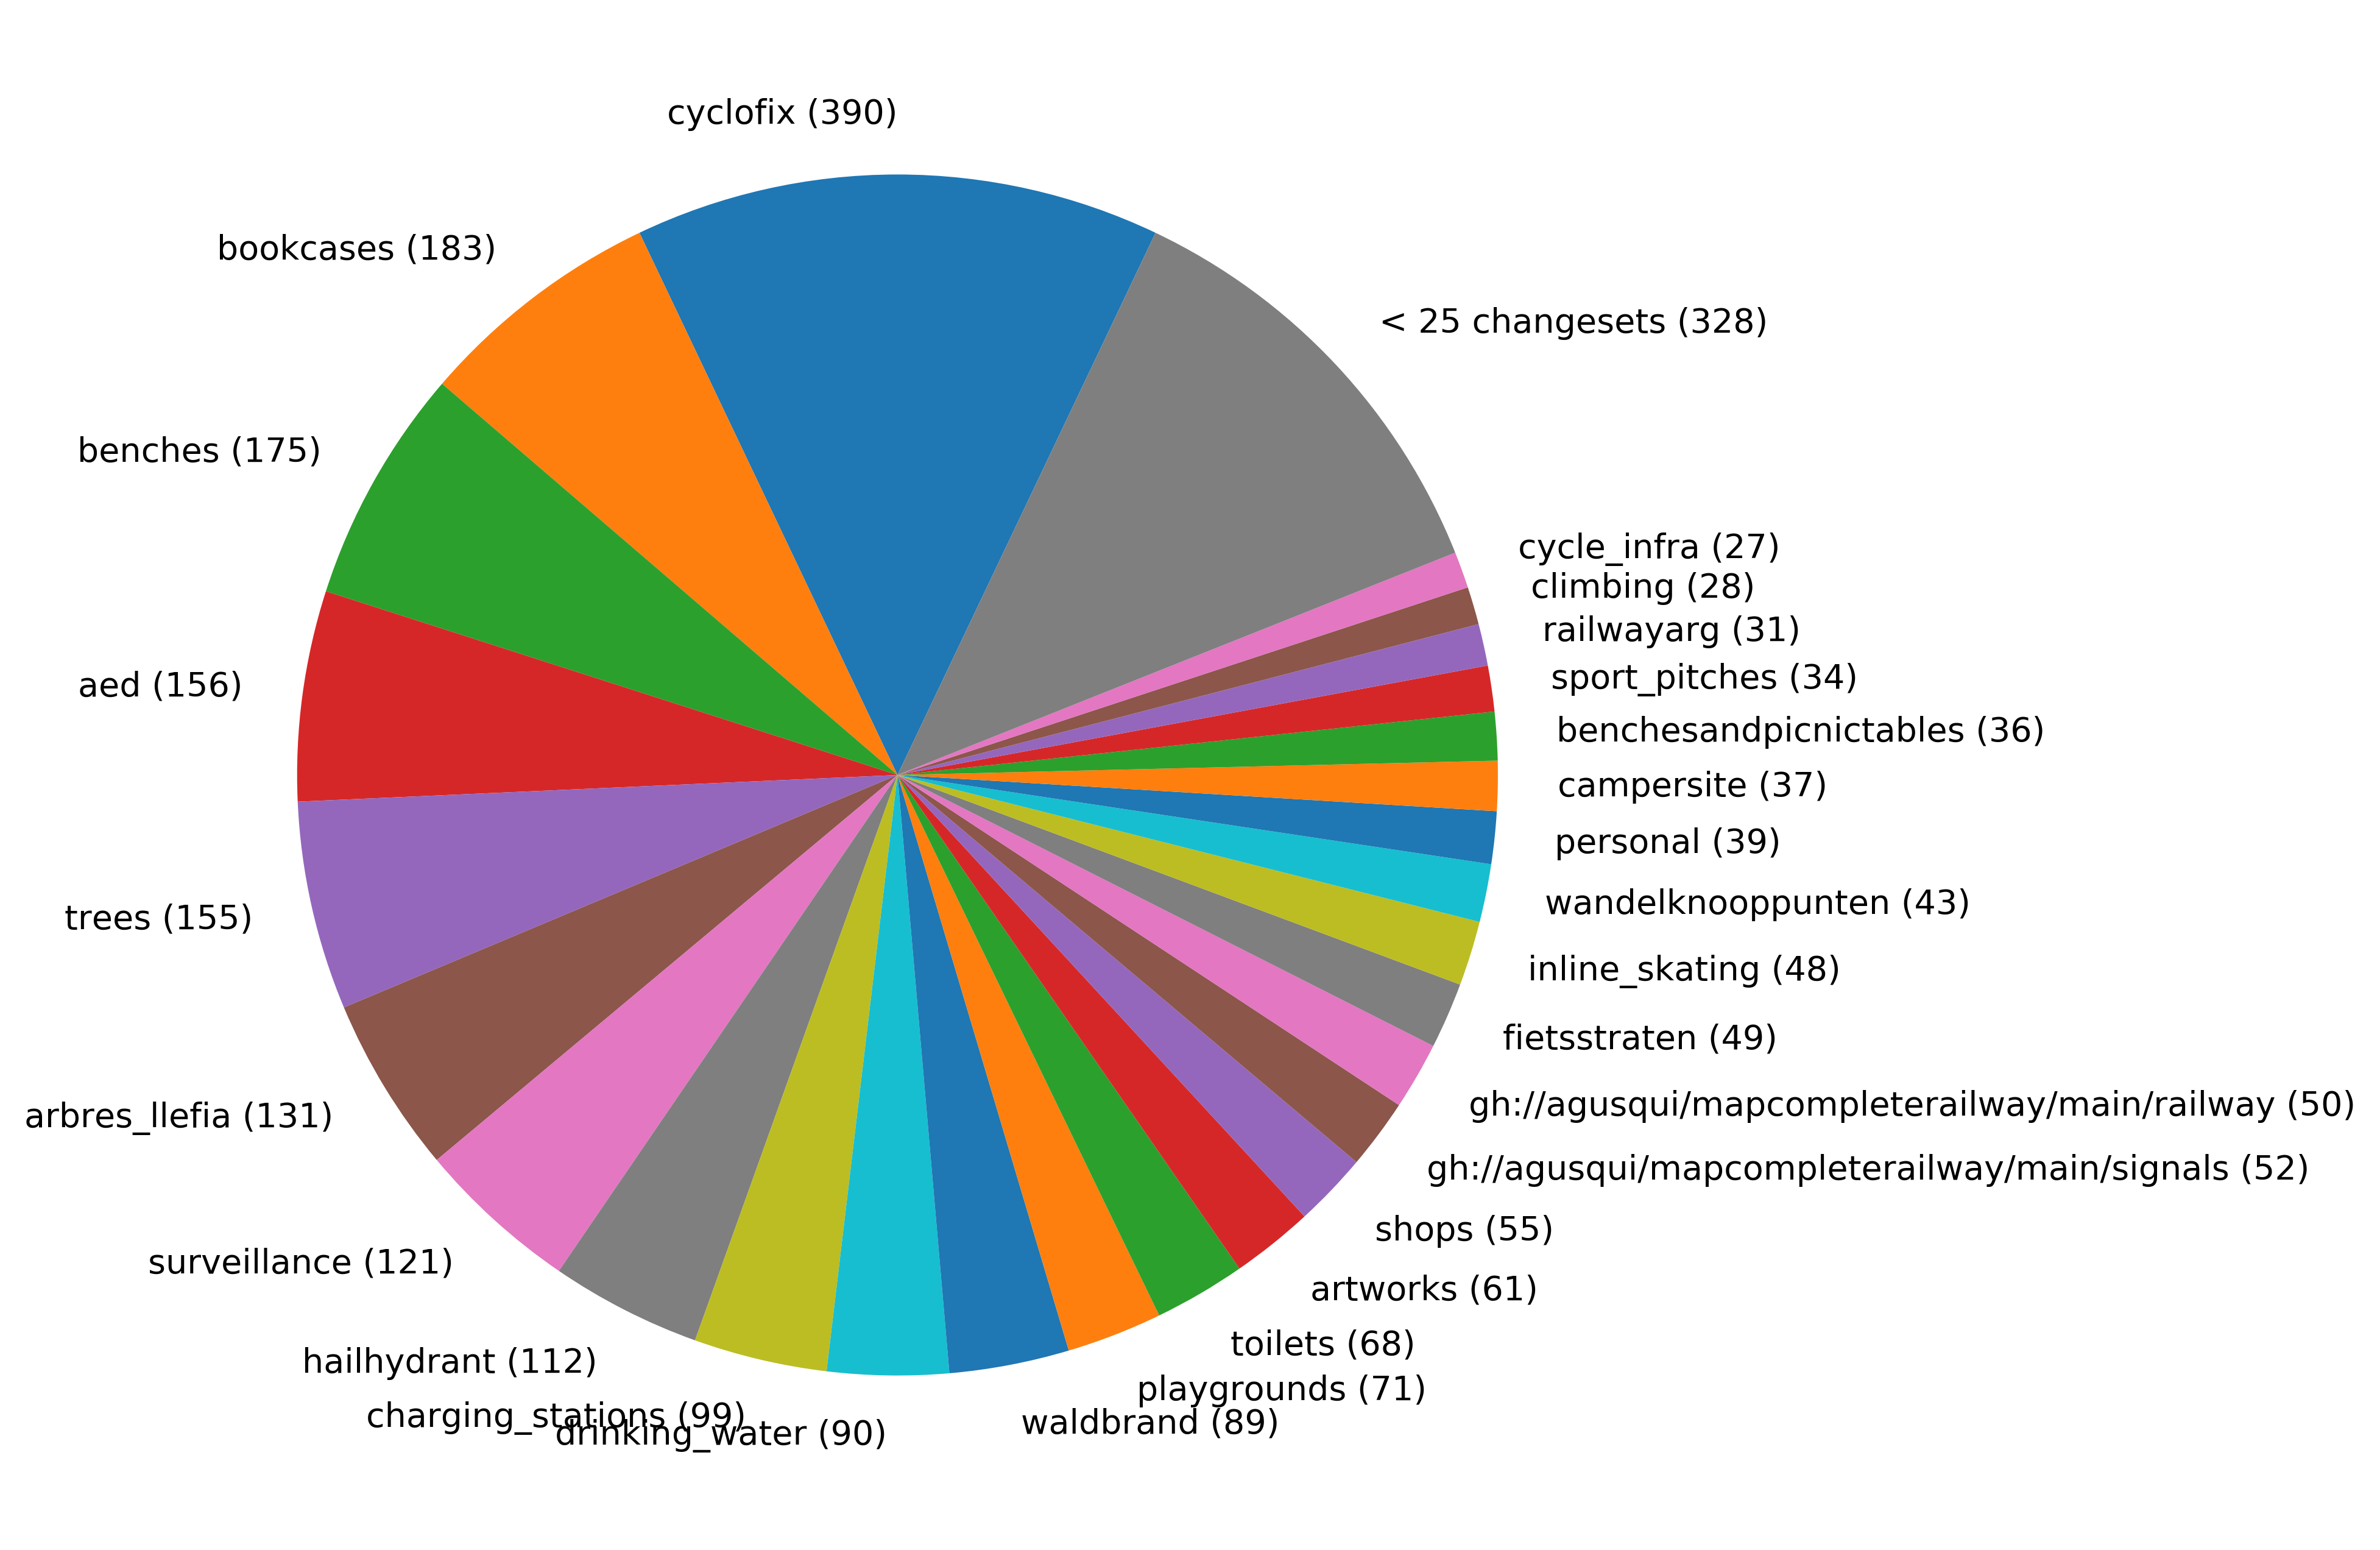 cyclofix (390)
bookcases (183)
< 25 changesets (328)
benches (175)
cycle_infra (27)
climbing (28)
railwayarg (31)
sport_pitches (34)
aed (156)
benchesandpicnictables (36)
campersite (37)
personal (39)
wandelknooppunten (43)
trees (155)
inline_skating (48)
fietsstraten (49)
gh://agusqui/mapcompleterailway/main/railway (50)
arbres_llefia (131)
gh://agusqui/mapcompleterailway/main/signals (52)
shops (55)
surveillance (121)
artworks (61)
toilets (68)
hailhydrant (112)
playgrounds (71)
charging_stations (99)
waldbrand (89)
drinking_water (90)